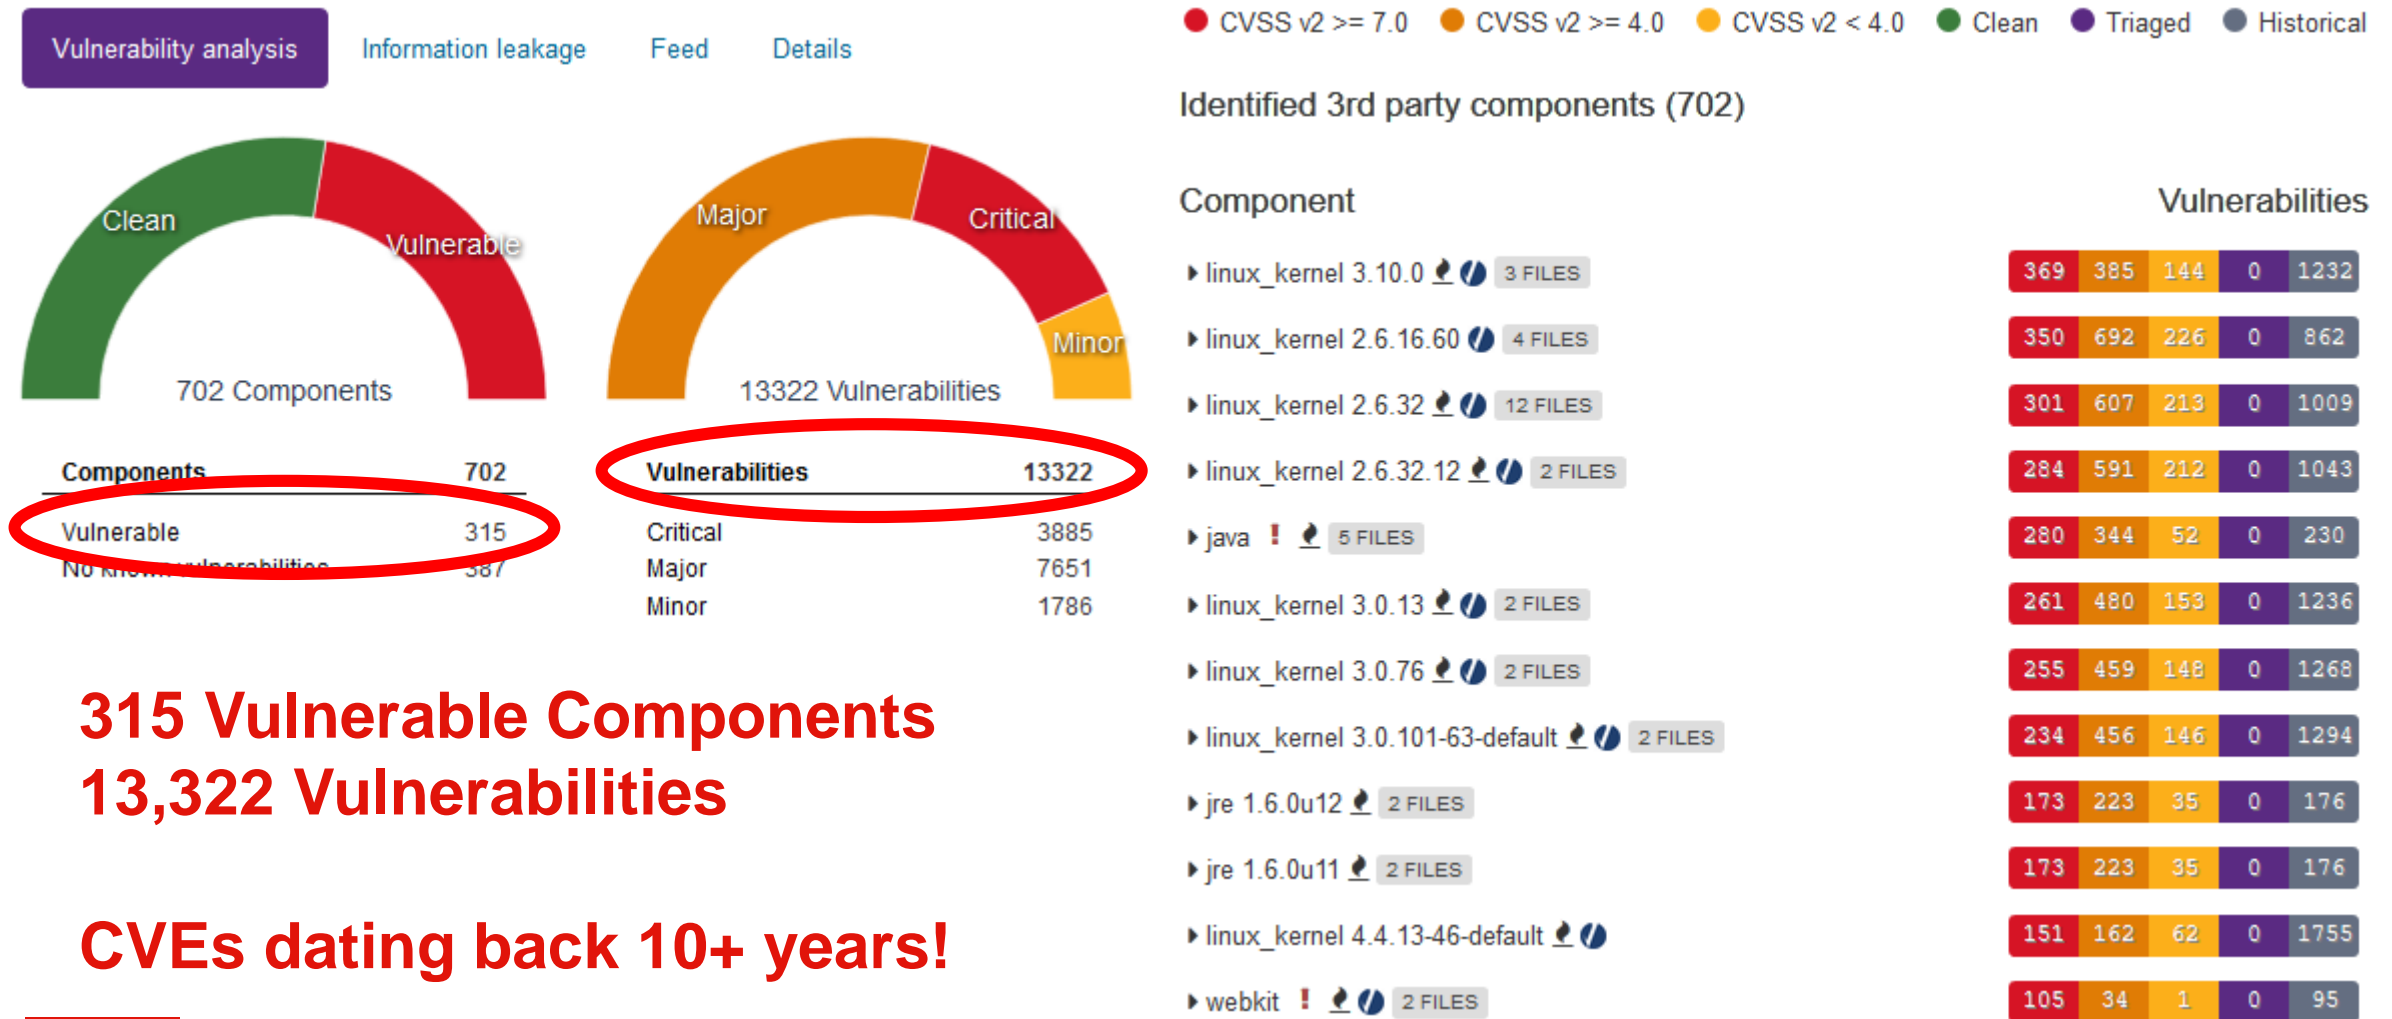 Vulnerability analysis Information leakage Feed Details
Clean
Vulnerable
702 Components
Major
Critical
Minor
13322 Vulnerabilities
Components 702
Vulnerable 315
No known vulnerabilities 387
Vulnerabilities 13322
Critical 3885
Major 7651
Minor 1786
315 Vulnerable Components
13,322 Vulnerabilities
CVEs dating back 10+ years!
CVSS v2 >= 7.0 CVSS v2 >= 4.0 CVSS v2 < 4.0 Clean Triaged Historical
Identified 3rd party components (702)
Component Vulnerabilities
linux_kernel 3.10.0 3 FILES 369 385 144 0 1232
linux_kernel 2.6.16.60 4 FILES 350 692 226 0 862
linux_kernel 2.6.32 12 FILES 301 607 213 0 1009
linux_kernel 2.6.32.12 2 FILES 284 591 212 0 1043
java ! 5 FILES 280 344 52 0 230
linux_kernel 3.0.13 2 FILES 261 480 153 0 1236
linux_kernel 3.0.76 2 FILES 255 459 148 0 1268
linux_kernel 3.0.101-63-default 2 FILES 234 456 146 0 1294
jre 1.6.0u12 2 FILES 173 223 35 0 176
jre 1.6.0u11 2 FILES 173 223 35 0 176
linux_kernel 4.4.13-46-default 151 162 62 0 1755
webkit ! 2 FILES 105 34 1 0 95